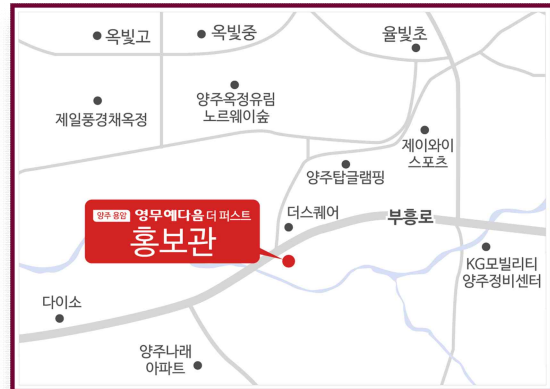 옥빛고
옥빛중
율빛초
제일풍경채옥정
양주옥정유림
노르웨이숲
제이와이
스포츠
양주탑글램핑
양주 용암 영무예다음 더 퍼스트
홍보관
더스퀘어
부흥로
KG모빌리티
양주정비센터
다이소
양주나래
아파트